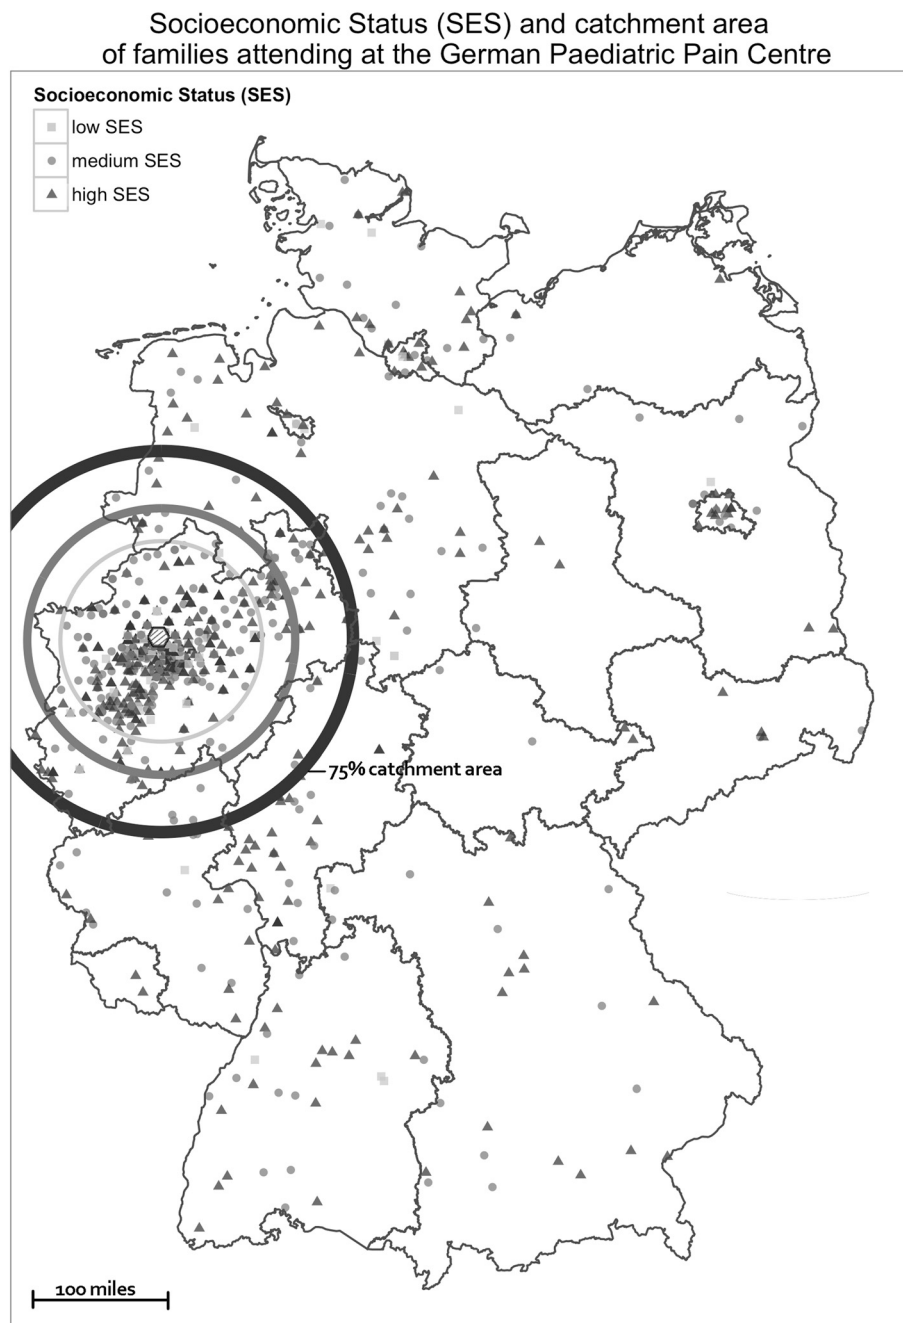 Socioeconomic Status (SES) and catchment area
of families attending at the German Paediatric Pain Centre
Socioeconomic Status (SES)
low SES
medium SES
high SES
75% catchment area
100 miles